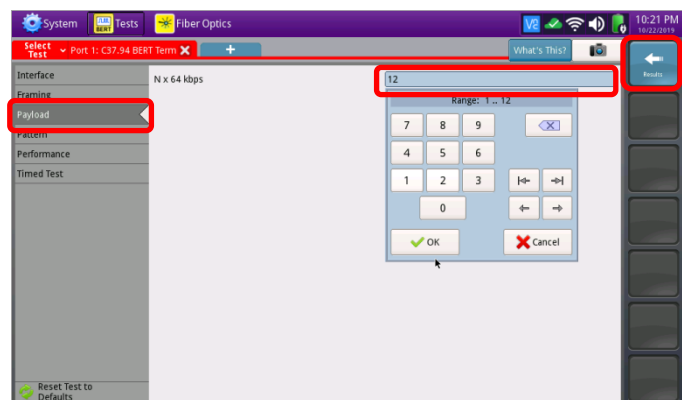 System
Tests
Fiber Optics
V2
10:21 PM
10/22/2019
Select
Test
Port 1: C37.94 BERT Term
+
What's This?
Results
Interface
Framing
Payload
Pattern
Performance
Timed Test
Reset Test to
Defaults
N x 64 kbps
12
Range: 1 .. 12
7 8 9
4 5 6
1 2 3
0
OK
Cancel